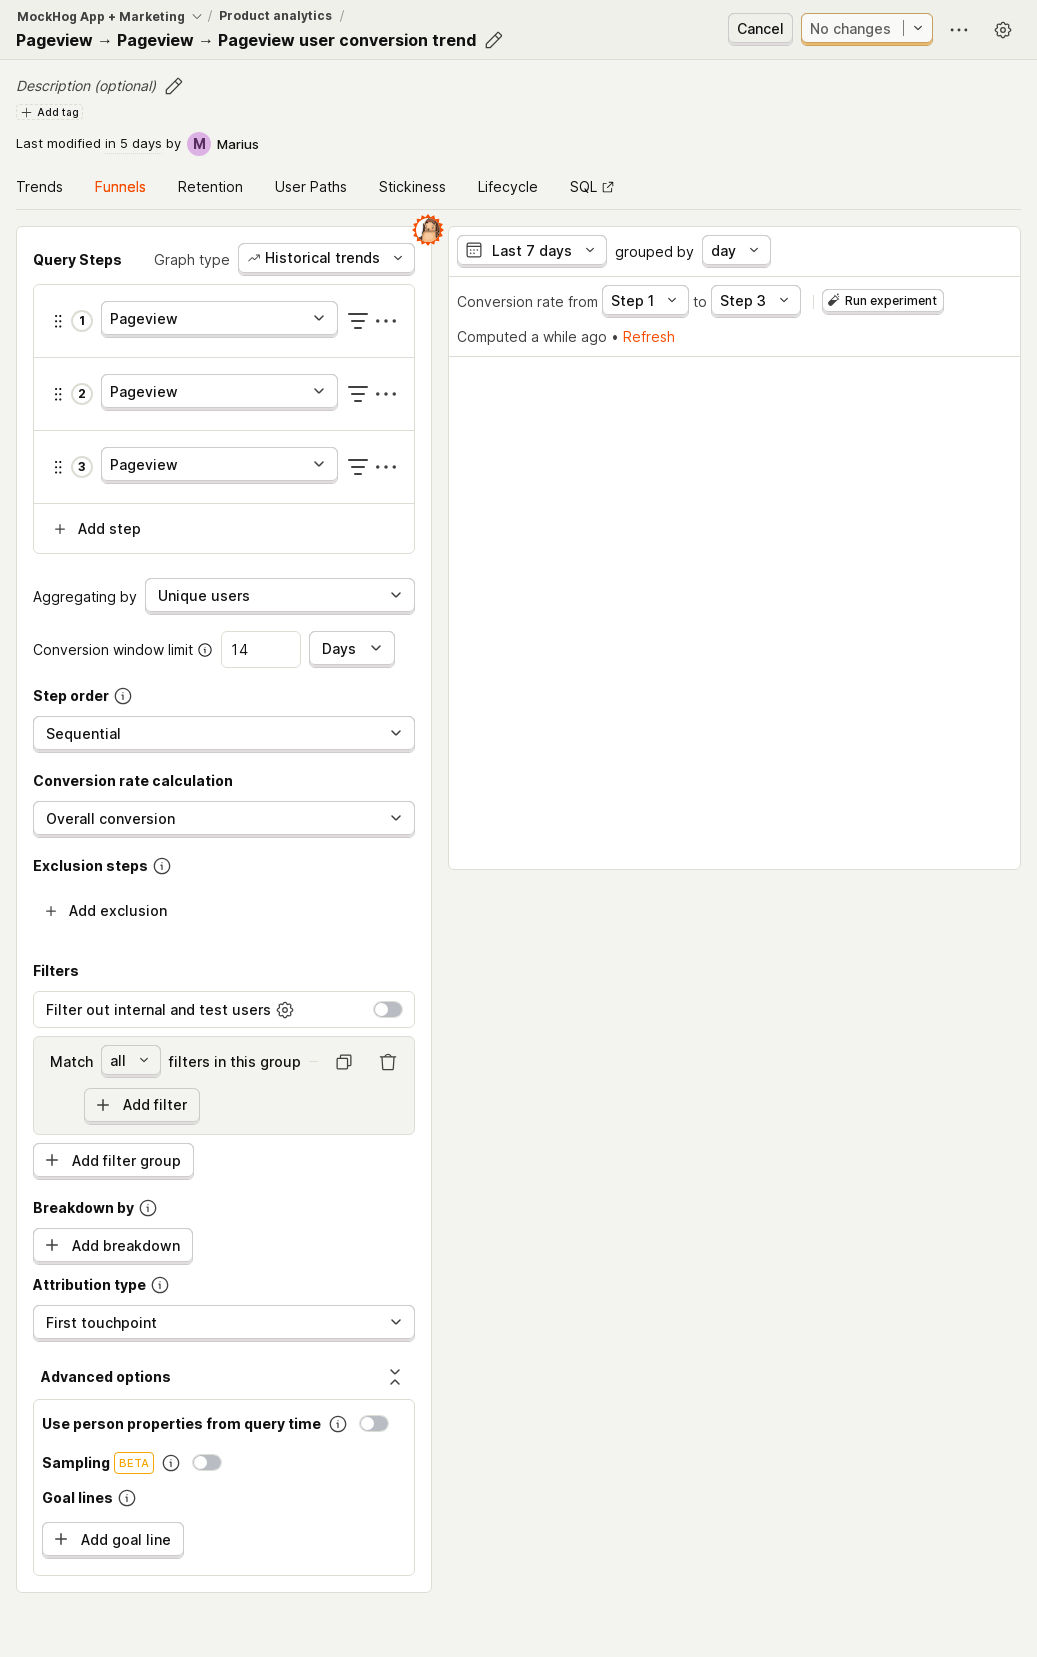 MockHog App + Marketing / Product analytics /
Pageview → Pageview → Pageview user conversion trend
Cancel
No changes
Description (optional)
Add tag
Last modified in 5 days by M Marius
Trends Funnels Retention User Paths Stickiness Lifecycle SQL
Query Steps Graph type Historical trends
1 Pageview
2 Pageview
3 Pageview
Add step
Aggregating by Unique users
Conversion window limit 14 Days
Step order
Sequential
Conversion rate calculation
Overall conversion
Exclusion steps
Add exclusion
Filters
Filter out internal and test users
Match all filters in this group
Add filter
Add filter group
Breakdown by
Add breakdown
Attribution type
First touchpoint
Advanced options
Use person properties from query time
Sampling BETA
Goal lines
Add goal line
Last 7 days grouped by day
Conversion rate from Step 1 to Step 3 Run experiment
Computed a while ago • Refresh